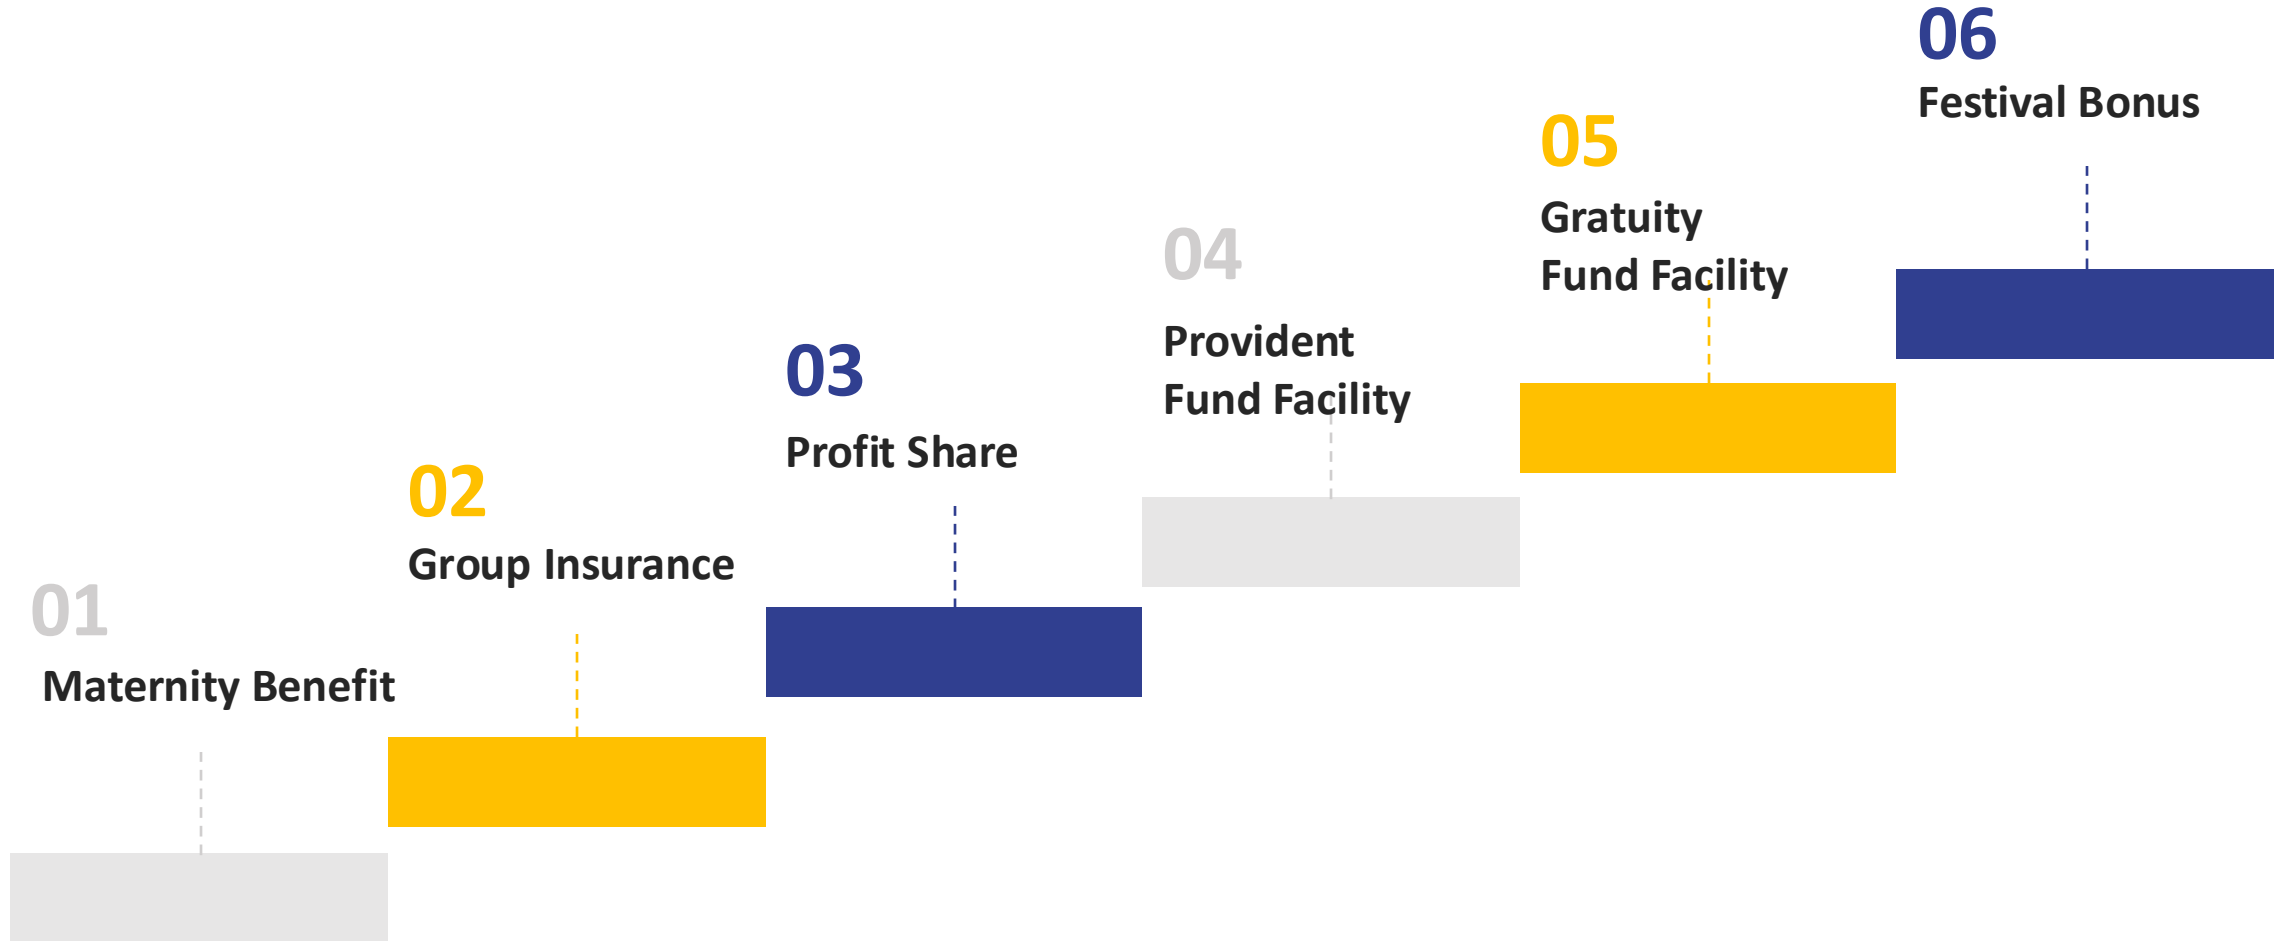 01
Maternity Benefit
02
Group Insurance
03
Profit Share
04
Provident
Fund Facility
05
Gratuity
Fund Facility
06
Festival Bonus